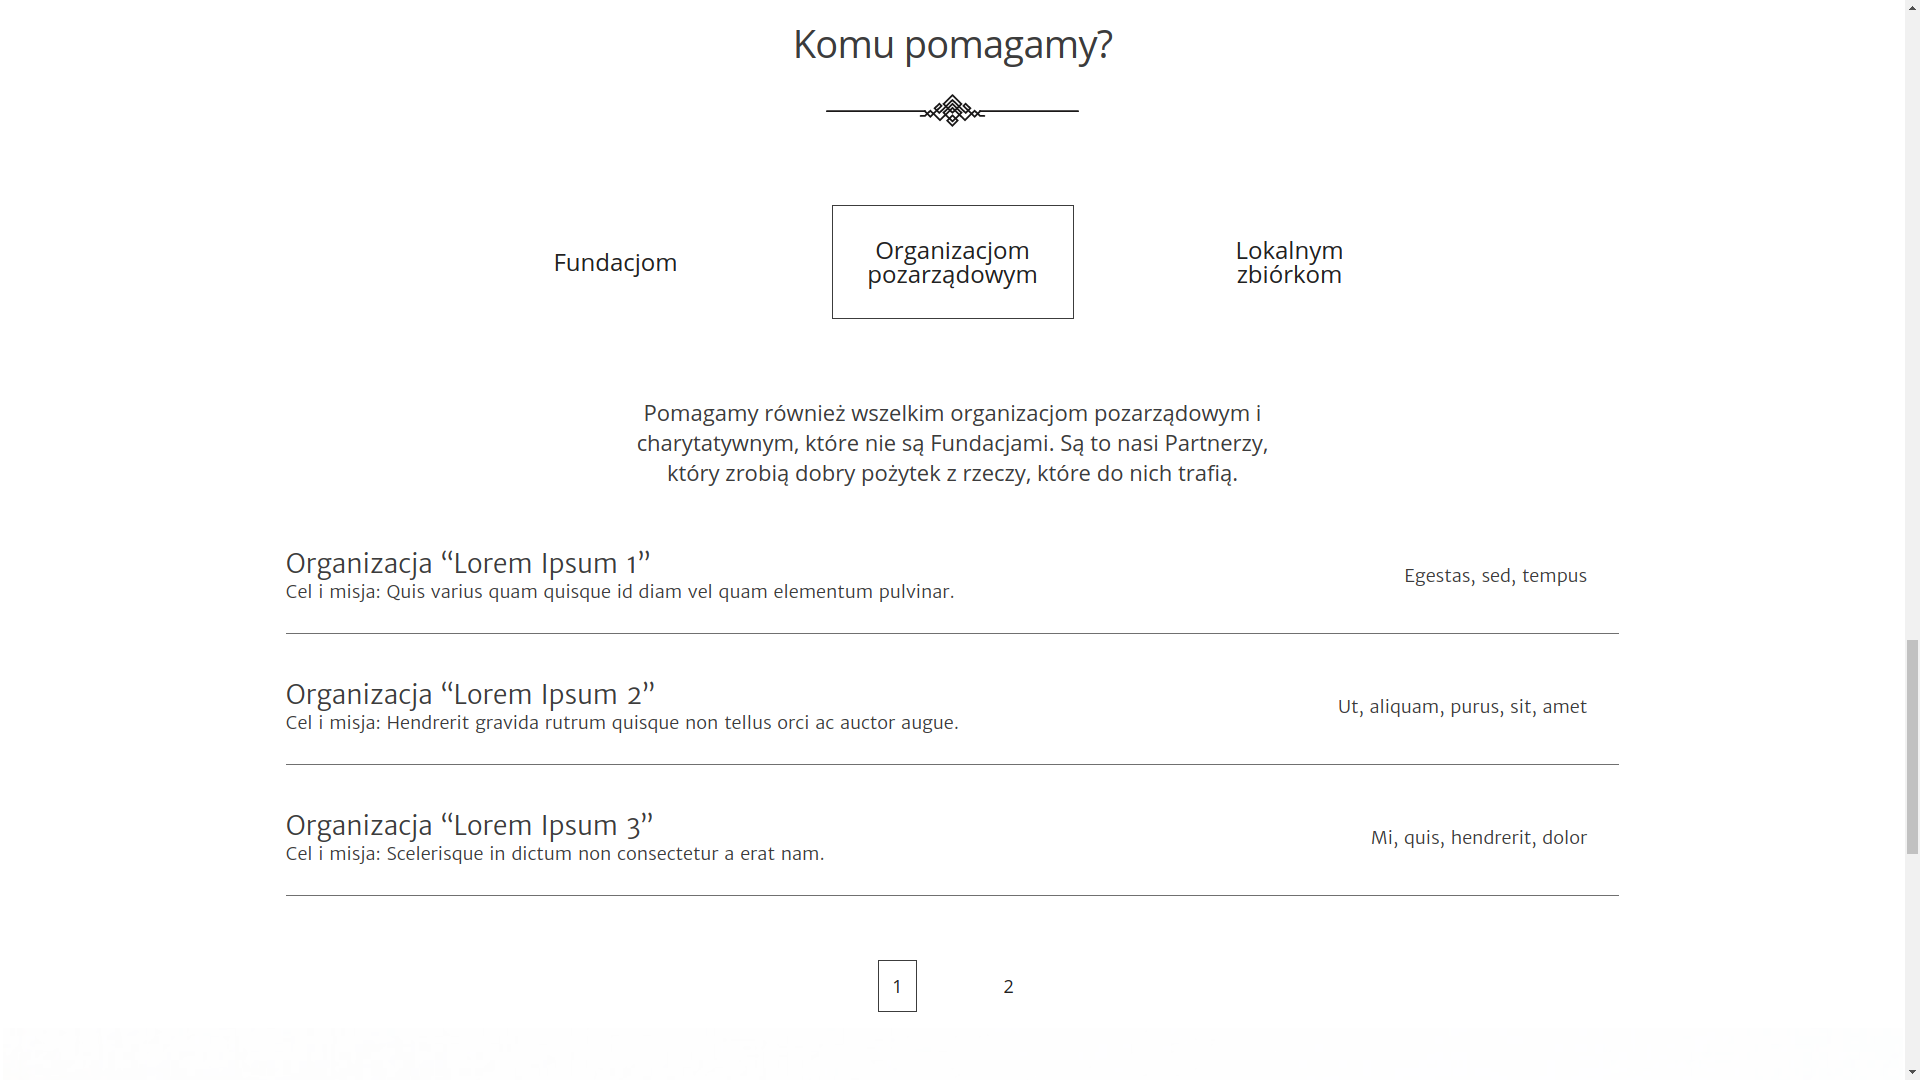 Komu pomagamy?
Fundacjom
Organizacjom
pozarządowym
Lokalnym
zbiórkom
Pomagamy również wszelkim organizacjom pozarządowym i
charytatywnym, które nie są Fundacjami. Są to nasi Partnerzy,
który zrobią dobry pożytek z rzeczy, które do nich trafią.
Organizacja “Lorem Ipsum 1”
Cel i misja: Quis varius quam quisque id diam vel quam elementum pulvinar.
Egestas, sed, tempus
Organizacja “Lorem Ipsum 2”
Cel i misja: Hendrerit gravida rutrum quisque non tellus orci ac auctor augue.
Ut, aliquam, purus, sit, amet
Organizacja “Lorem Ipsum 3”
Cel i misja: Scelerisque in dictum non consectetur a erat nam.
Mi, quis, hendrerit, dolor
1 2